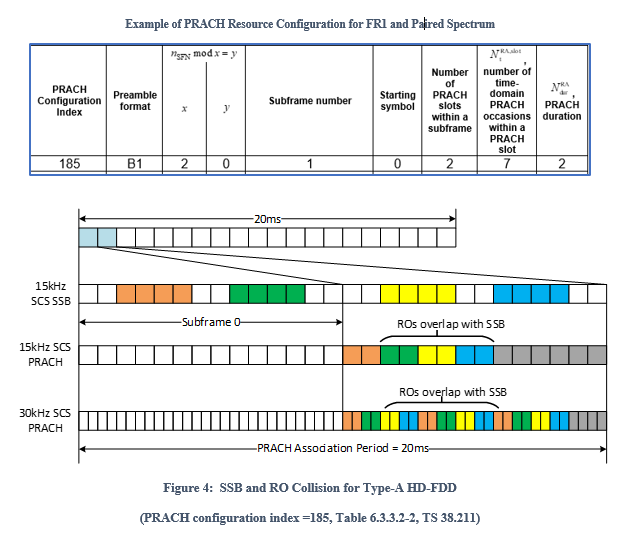 Example of PRACH Resource Configuration for FR1 and Paired Spectrum
PRACH
Configuration
Index
Preamble
format
nSFN mod x = y
x
y
Subframe number
Starting
symbol
Number
of
PRACH
slots
within a
subframe
N_t^{RA,slot},
number of
time-
domain
PRACH
occasions
within a
PRACH
slot
N_dur^{RA},
PRACH
duration
185 B1 2 0 1 0 2 7 2
20ms
15kHz
SCS SSB
Subframe 0
ROs overlap with SSB
15kHz SCS
PRACH
ROs overlap with SSB
30kHz SCS
PRACH
PRACH Association Period = 20ms
Figure 4: SSB and RO Collision for Type-A HD-FDD
(PRACH configuration index =185, Table 6.3.3.2-2, TS 38.211)